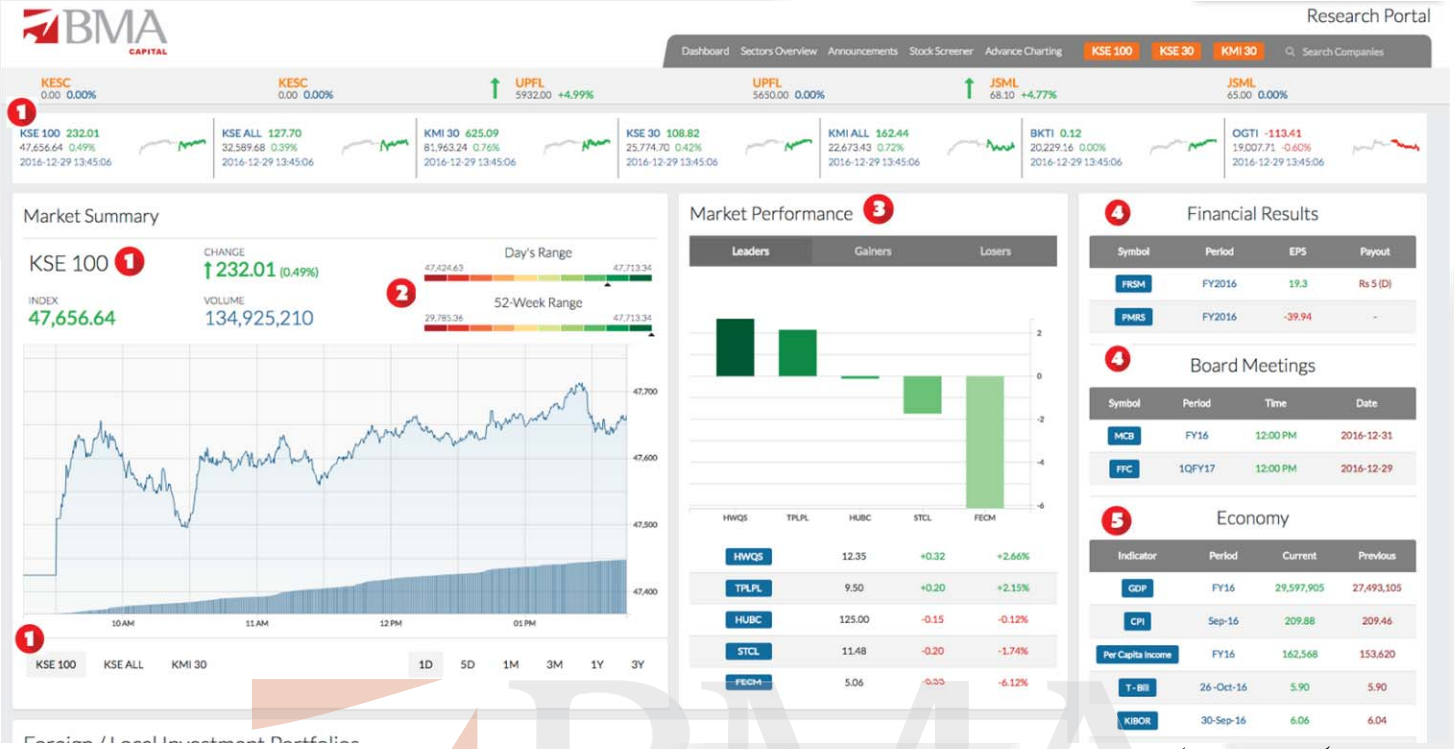 BMA
CAPITAL
Research Portal
Dashboard Sectors Overview Announcements Stock Screener Advance Charting KSE 100 KSE 30 KMI 30 Search Companies
KESC KESC UPFL UPFL JSML JSML
0.00 0.00% 0.00 0.00% 5932.00 +4.99% 5650.00 0.00% 68.10 +4.77% 65.00 0.00%
1
KSE 100 232.01 KSE ALL 127.70 KMI 30 625.09 KSE 30 108.82 KMI ALL 162.44 BKTI 0.12 OGTI -113.41
47,656.64 0.49% 32,589.68 0.39% 81,963.24 0.76% 25,774.70 0.42% 22,673.43 0.72% 20,229.16 0.00% 19,007.71 -0.60%
2016-12-29 13:45:06 2016-12-29 13:45:06 2016-12-29 13:45:06 2016-12-29 13:45:06 2016-12-29 13:45:06 2016-12-29 13:45:06 2016-12-29 13:45:06
Market Summary
KSE 100 1
CHANGE
232.01 (0.49%)
INDEX
47,656.64
VOLUME
134,925,210
2
Day's Range
47,424.63 47,713.34
52-Week Range
29,785.36 47,713.34
47,700
47,600
47,500
47,400
10 AM 11 AM 12 PM 01 PM
1
KSE 100 KSE ALL KMI 30 1D 5D 1M 3M 1Y 3Y
Market Performance 3
Leaders Gainers Losers
2
0
-2
-4
-6
HWQS TPLPL HUBC STCL FECM
HWQS 12.35 +0.32 +2.66%
TPLPL 9.50 +0.20 +2.15%
HUBC 125.00 -0.15 -0.12%
STCL 11.48 -0.20 -1.74%
FECM 5.06 -0.33 -6.12%
4 Financial Results
Symbol Period EPS Payout
FRSM FY2016 19.3 Rs 5 (D)
PMRS FY2016 -39.94 -
4 Board Meetings
Symbol Period Time Date
MCB FY16 12:00 PM 2016-12-31
FFC 1QFY17 12:00 PM 2016-12-29
5 Economy
Indicator Period Current Previous
GDP FY16 29,597,905 27,493,105
CPI Sep-16 209.88 209.46
Per Capita Income FY16 162,568 153,620
T - Bill 26-Oct-16 5.90 5.90
KIBOR 30-Sep-16 6.06 6.04
Foreign / Local Investment Portfolios
BMA